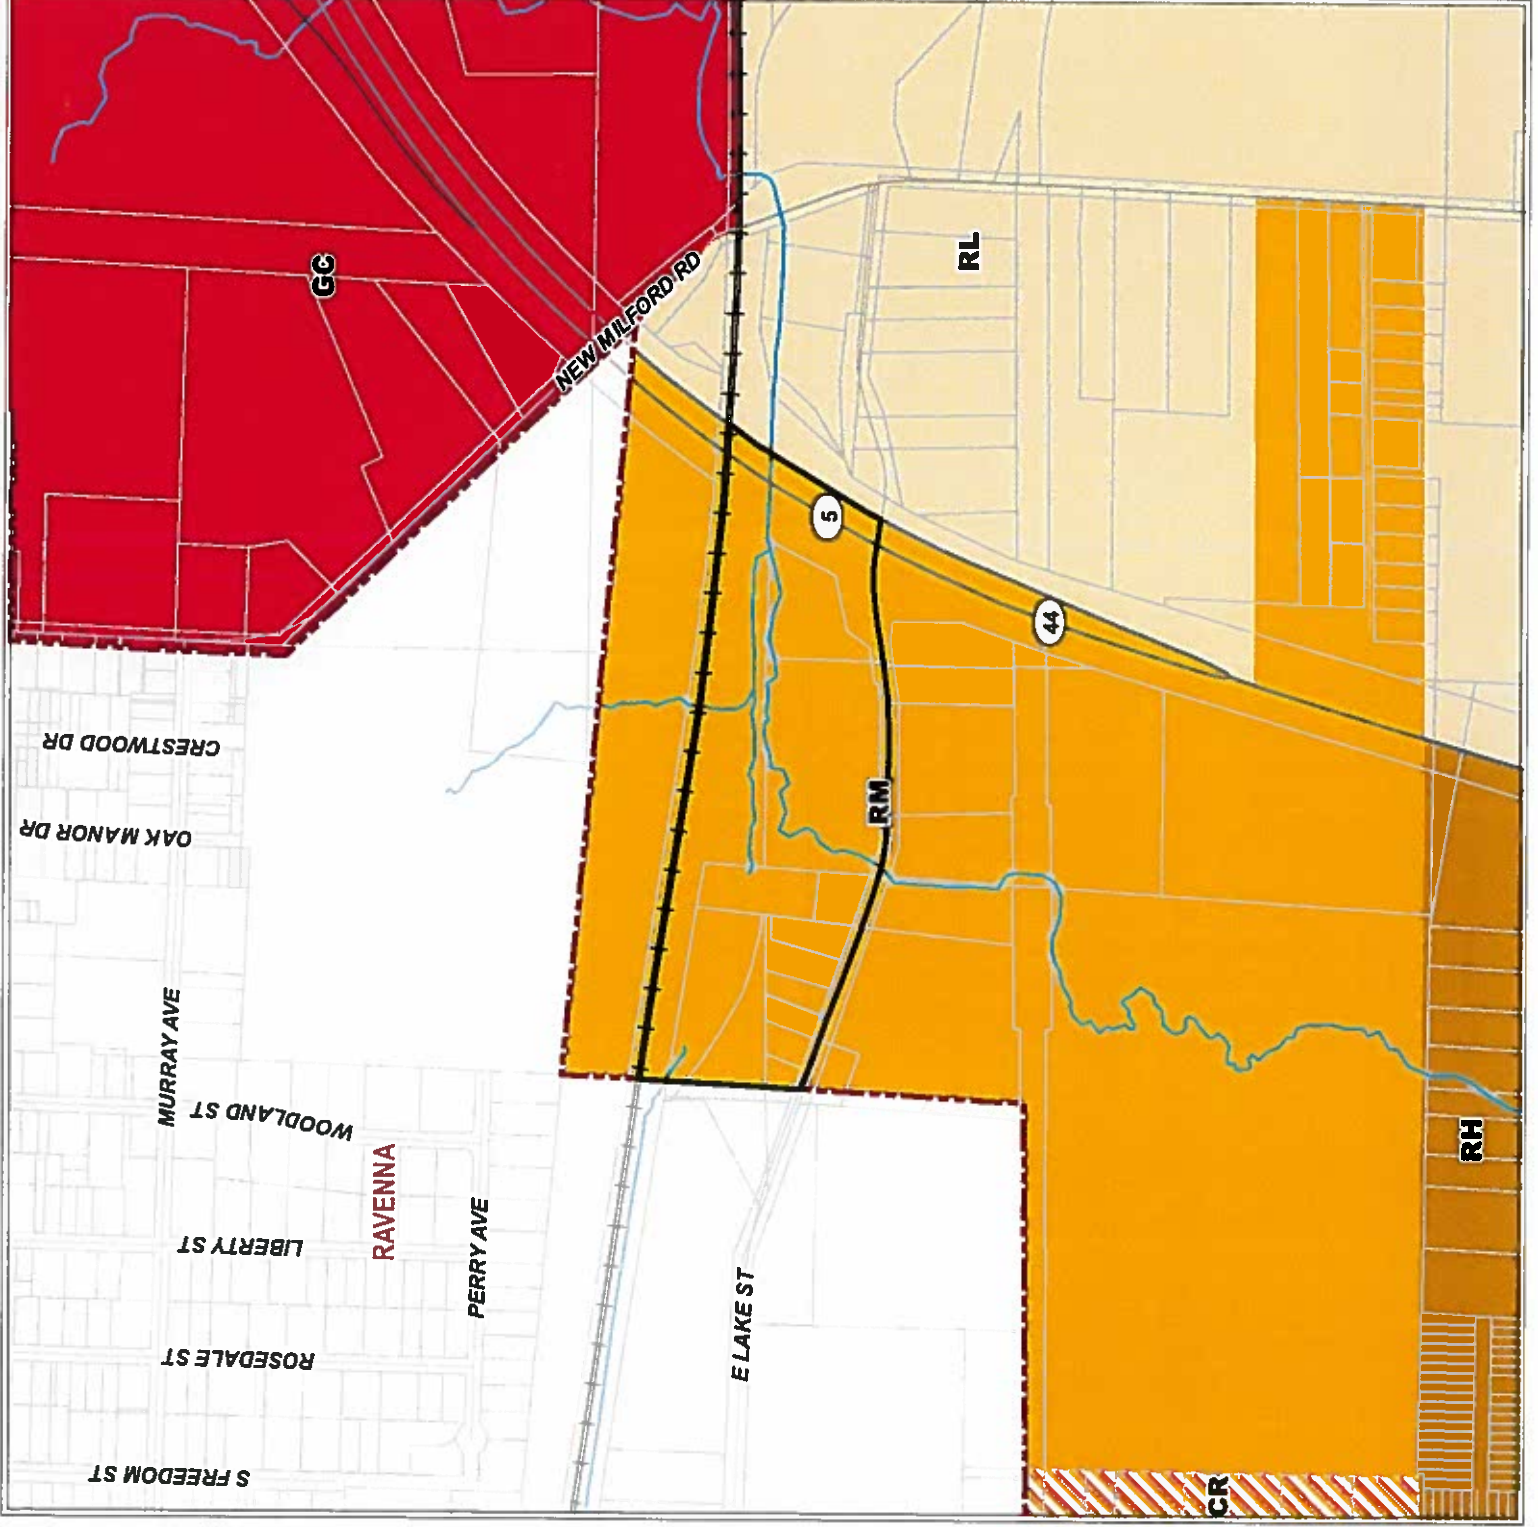 GC
NEW MILFORD RD
RL
5
44
RM
CRESTWOOD DR
OAK MANOR DR
MURRAY AVE
WOODLAND ST
RAVENNA
LIBERTY ST
PERRY AVE
ROSEDALE ST
E LAKE ST
S FREEDOM ST
RH
CR